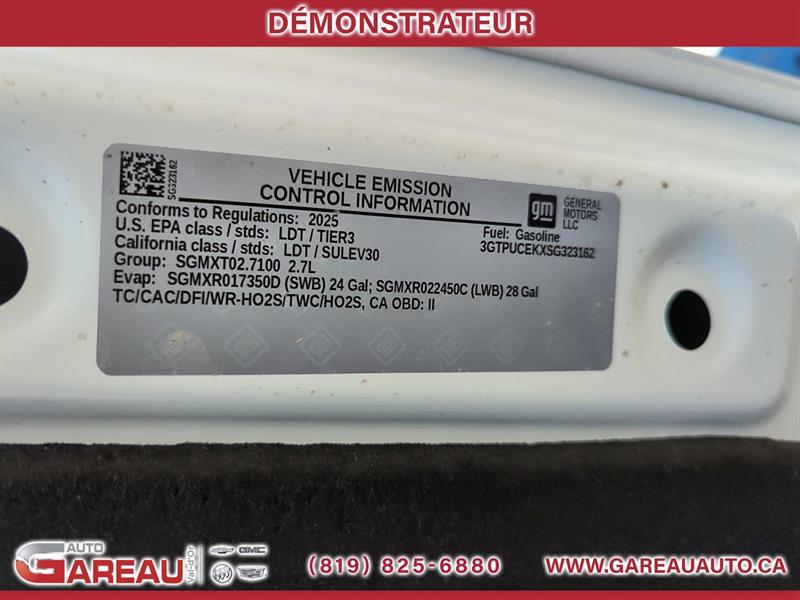 DÉMONSTRATEUR
SG323162
VEHICLE EMISSION
CONTROL INFORMATION
gm
GENERAL
MOTORS
LLC
Conforms to Regulations: 2025
U.S. EPA class / stds: LDT / TIER3
California class / stds: LDT / SULEV30
Fuel: Gasoline
3GTPUCEKXSG323162
Group: SGMXT02.7100 2.7L
Evap: SGMXR017350D (SWB) 24 Gal; SGMXR022450C (LWB) 28 Gal
TC/CAC/DFI/WR-HO2S/TWC/HO2S, CA OBD: II
AUTO
GAREAU
Val-d'Or
GMC
(819) 825-6880
WWW.GAREAUAUTO.CA